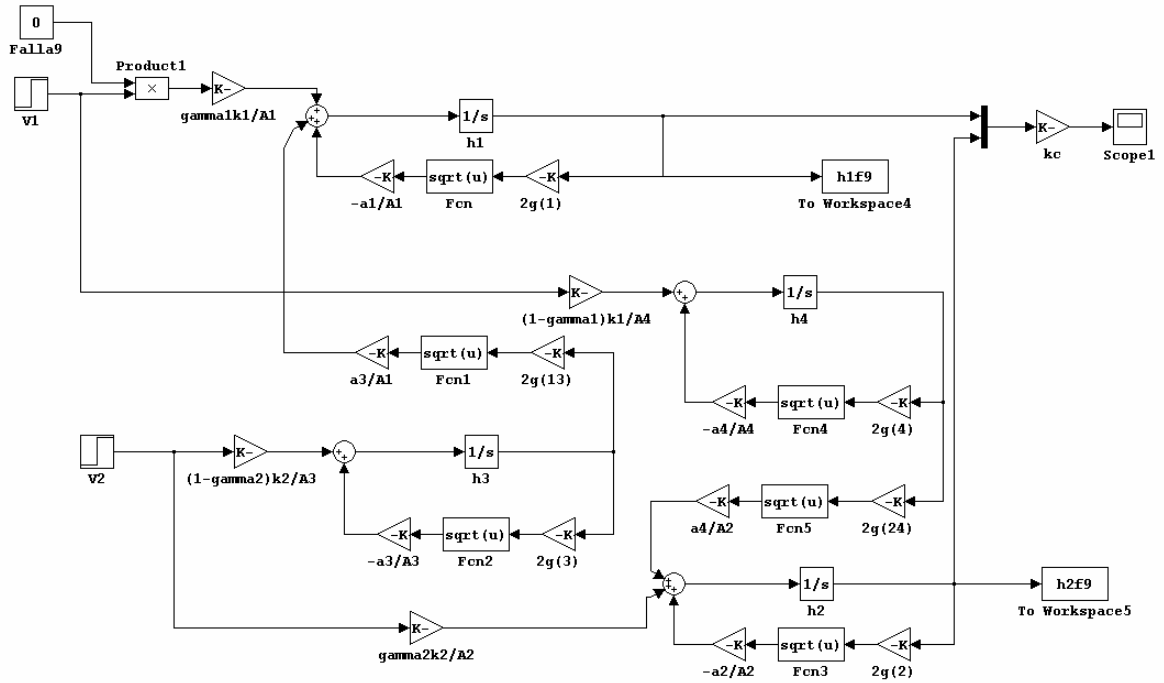 0
Falla9
Product1
×
V1
K-
gamma1k1/A1
1/s
h1
K-
kc
Scope1
-K
-a1/A1
sqrt(u)
Fcn
-K
2g(1)
h1f9
To Workspace4
K-
(1-gamma1)k1/A4
1/s
h4
-K
a3/A1
sqrt(u)
Fcn1
-K
2g(13)
-K
-a4/A4
sqrt(u)
Fcn4
-K
2g(4)
V2
K-
(1-gamma2)k2/A3
1/s
h3
-K
a4/A2
sqrt(u)
Fcn5
-K
2g(24)
-K
-a3/A3
sqrt(u)
Fcn2
-K
2g(3)
1/s
h2
h2f9
To Workspace5
K-
gamma2k2/A2
-K
-a2/A2
sqrt(u)
Fcn3
-K
2g(2)